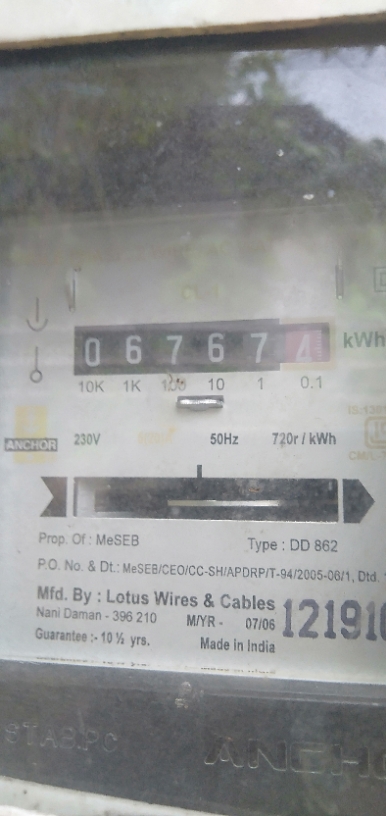 0 6 7 6 7 4 kWh
10K 1K 100 10 1 0.1
ANCHOR 230V 50Hz 720r / kWh
Prop. Of : MeSEB Type : DD 862
P.O. No. & Dt.: MeSEB/CEO/CC-SH/APDRP/T-94/2005-06/1, Dtd.
Mfd. By : Lotus Wires & Cables
Nani Daman - 396 210 M/YR - 07/06
121910
Guarantee :- 10 ½ yrs. Made in India